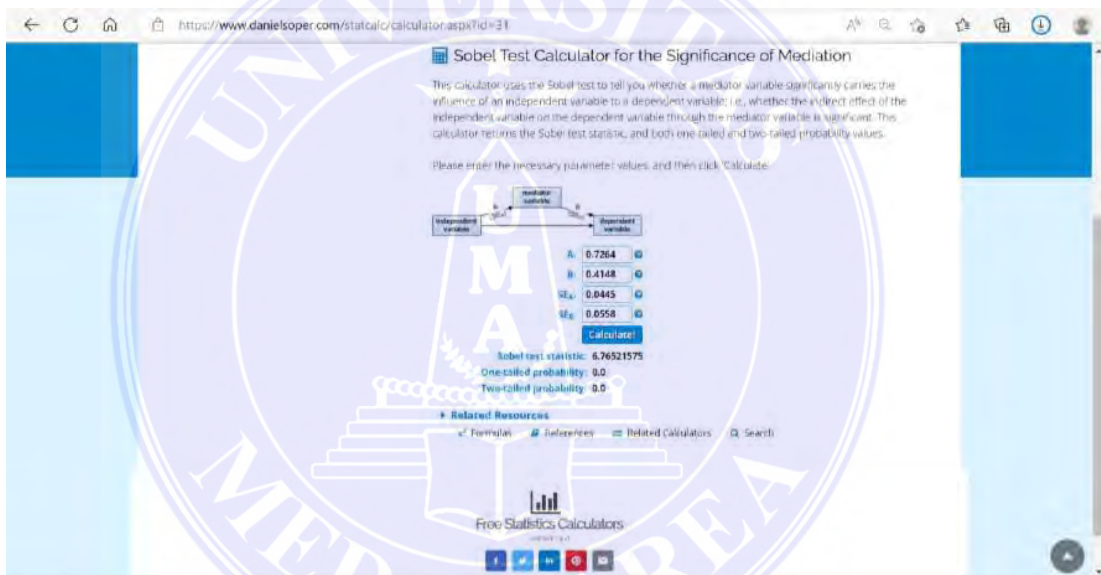 https://www.danielsoper.com/statcalc/calculator.aspx?id=31
Sobel Test Calculator for the Significance of Mediation
This calculator uses the Sobel test to tell you whether a mediator variable significantly carries the
influence of an independent variable to a dependent variable; i.e., whether the indirect effect of the
independent variable on the dependent variable through the mediator variable is significant. This
calculator returns the Sobel test statistic, and both one-tailed and two-tailed probability values.
Please enter the necessary parameter values, and then click 'Calculate'.
mediator
variable
independent
variable
dependent
variable
A: 0.7264
B: 0.4148
SEA: 0.0445
SEB: 0.0558
Calculate!
Sobel test statistic: 6.76521575
One-tailed probability: 0.0
Two-tailed probability: 0.0
Related Resources
Formulas References Related Calculators Search
Free Statistics Calculators
UNIVERSITAS
MEDAN AREA
UMA